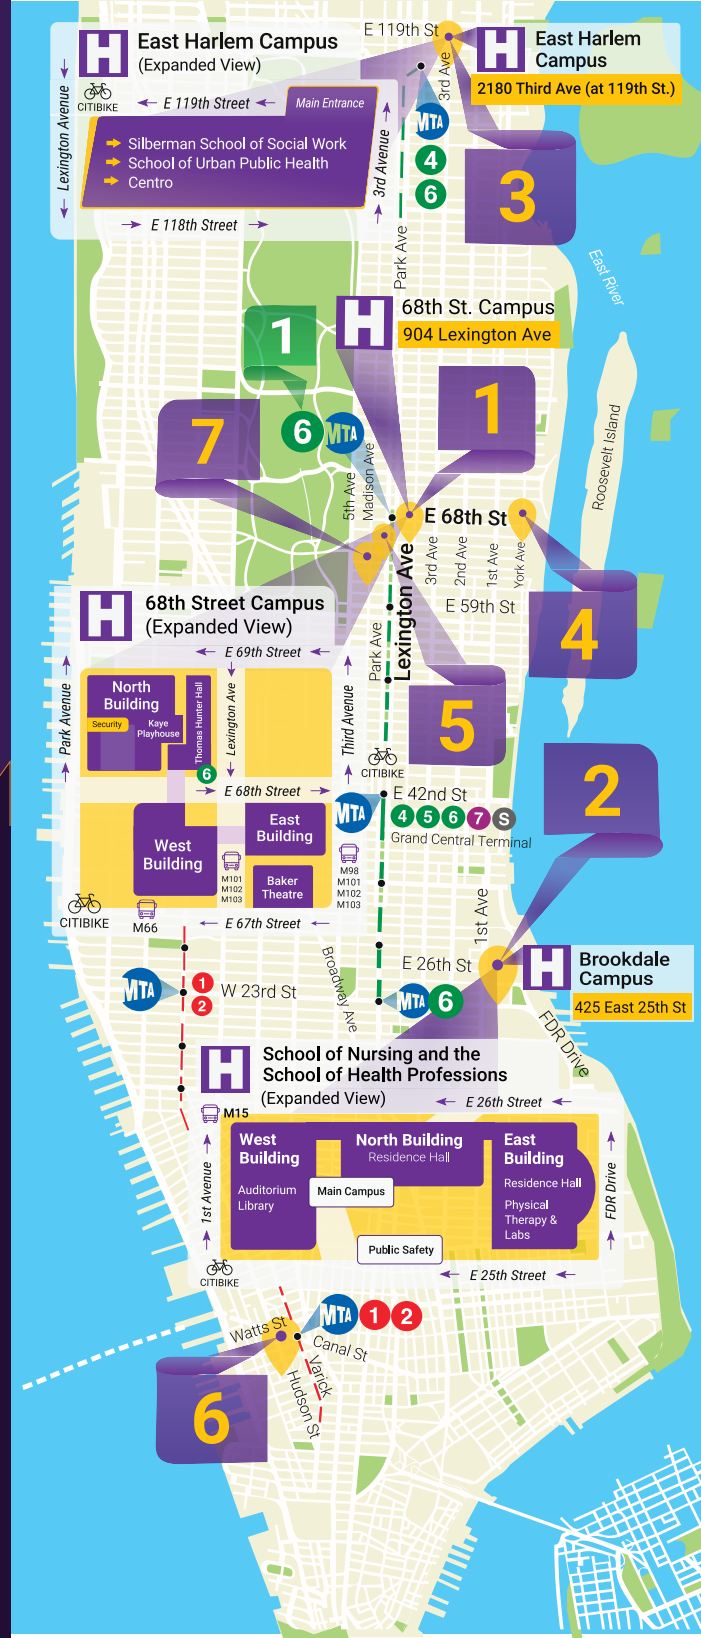 E 119th St
H
East Harlem Campus
(Expanded View)
H
East Harlem
Campus
2180 Third Ave (at 119th St.)
3rd Ave
Lexington Avenue
CITIBIKE
E 119th Street
Main Entrance
Silberman School of Social Work
School of Urban Public Health
Centro
3rd Avenue
E 118th Street
MTA
4
6
3
Park Ave
East River
H
68th St. Campus
904 Lexington Ave
1
6
MTA
1
7
5th Ave
Madison Ave
E 68th St
3rd Ave
2nd Ave
1st Ave
York Ave
Roosevelt Island
Lexington Ave
E 59th St
4
Park Ave
5
H
68th Street Campus
(Expanded View)
E 69th Street
Park Avenue
North
Building
Security
Kaye
Playhouse
Thomas Hunter Hall
6
Lexington Ave
Third Avenue
E 68th Street
West
Building
East
Building
Baker
Theatre
M101
M102
M103
M98
M101
M102
M103
CITIBIKE
M66
E 67th Street
CITIBIKE
MTA
E 42nd St
4
5
6
7
S
Grand Central Terminal
2
1st Ave
E 26th St
H
Brookdale
Campus
425 East 25th St
MTA
1
2
W 23rd St
Broadway Ave
MTA
6
FDR Drive
H
School of Nursing and the
School of Health Professions
(Expanded View)
E 26th Street
M15
1st Avenue
West
Building
Auditorium
Library
North Building
Residence Hall
Main Campus
Public Safety
East
Building
Residence Hall
Physical
Therapy &
Labs
FDR Drive
CITIBIKE
E 25th Street
MTA
1
2
Watts St
Canal St
Varick
Hudson St
6